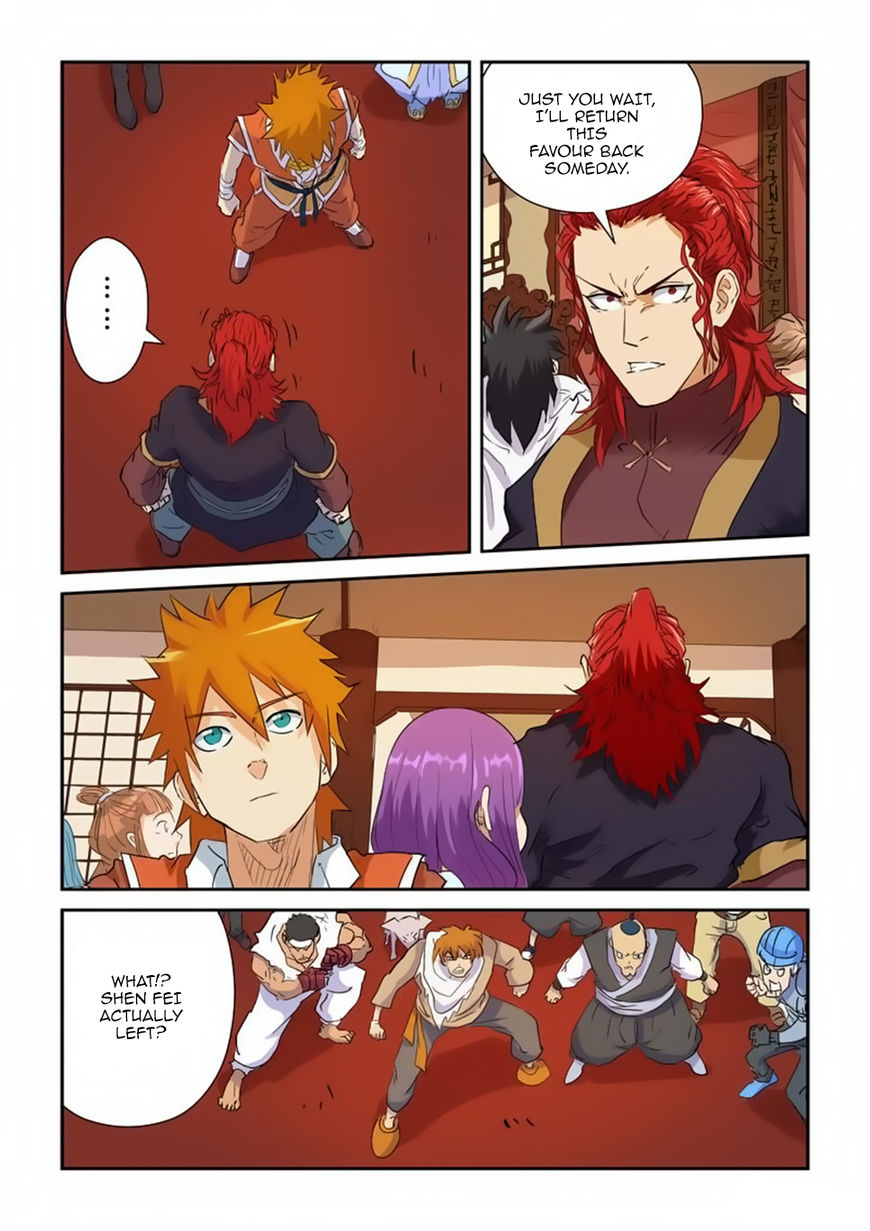 ......
JUST YOU WAIT,
I'LL RETURN
THIS
FAVOUR BACK
SOMEDAY.
WHAT!?
SHEN FEI
ACTUALLY
LEFT?